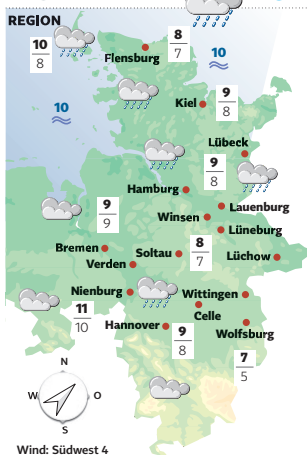 REGION
10
8
8
7
Flensburg
10
Kiel
9
8
10
Lübeck
9
8
Hamburg
Lauenburg
Winsen
Lüneburg
9
9
Bremen
Soltau
8
7
Lüchow
Verden
Nienburg
Wittingen
11
10
Celle
Hannover
9
8
Wolfsburg
7
5
N
W
O
S
Wind: Südwest 4